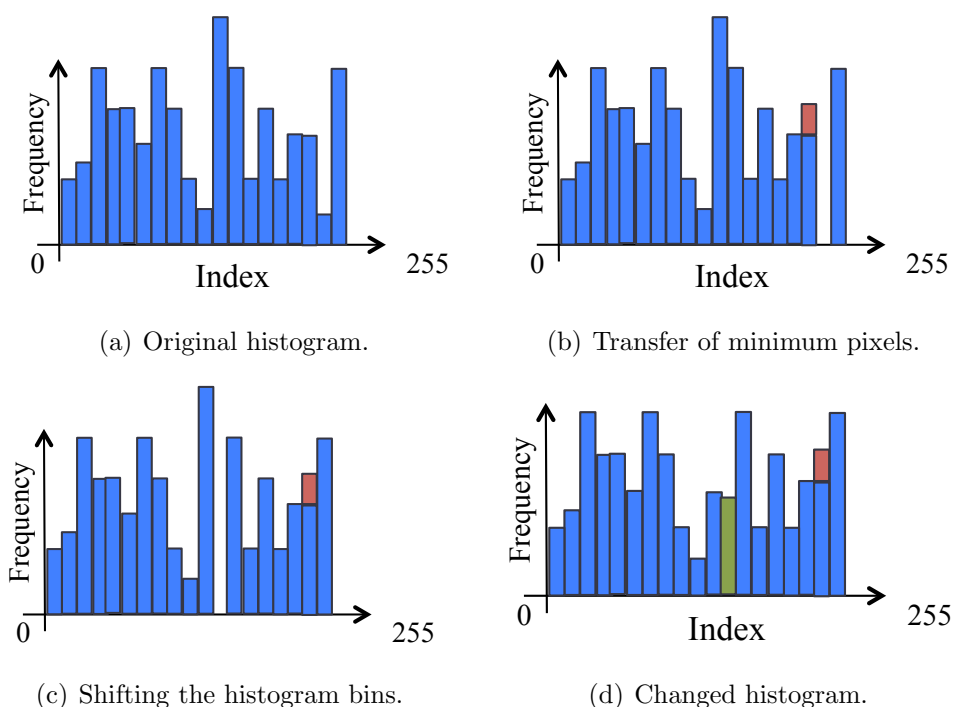 Frequency
0
Index
255
(a) Original histogram.
Frequency
0
Index
255
(b) Transfer of minimum pixels.
Frequency
0
255
(c) Shifting the histogram bins.
Frequency
0
Index
255
(d) Changed histogram.